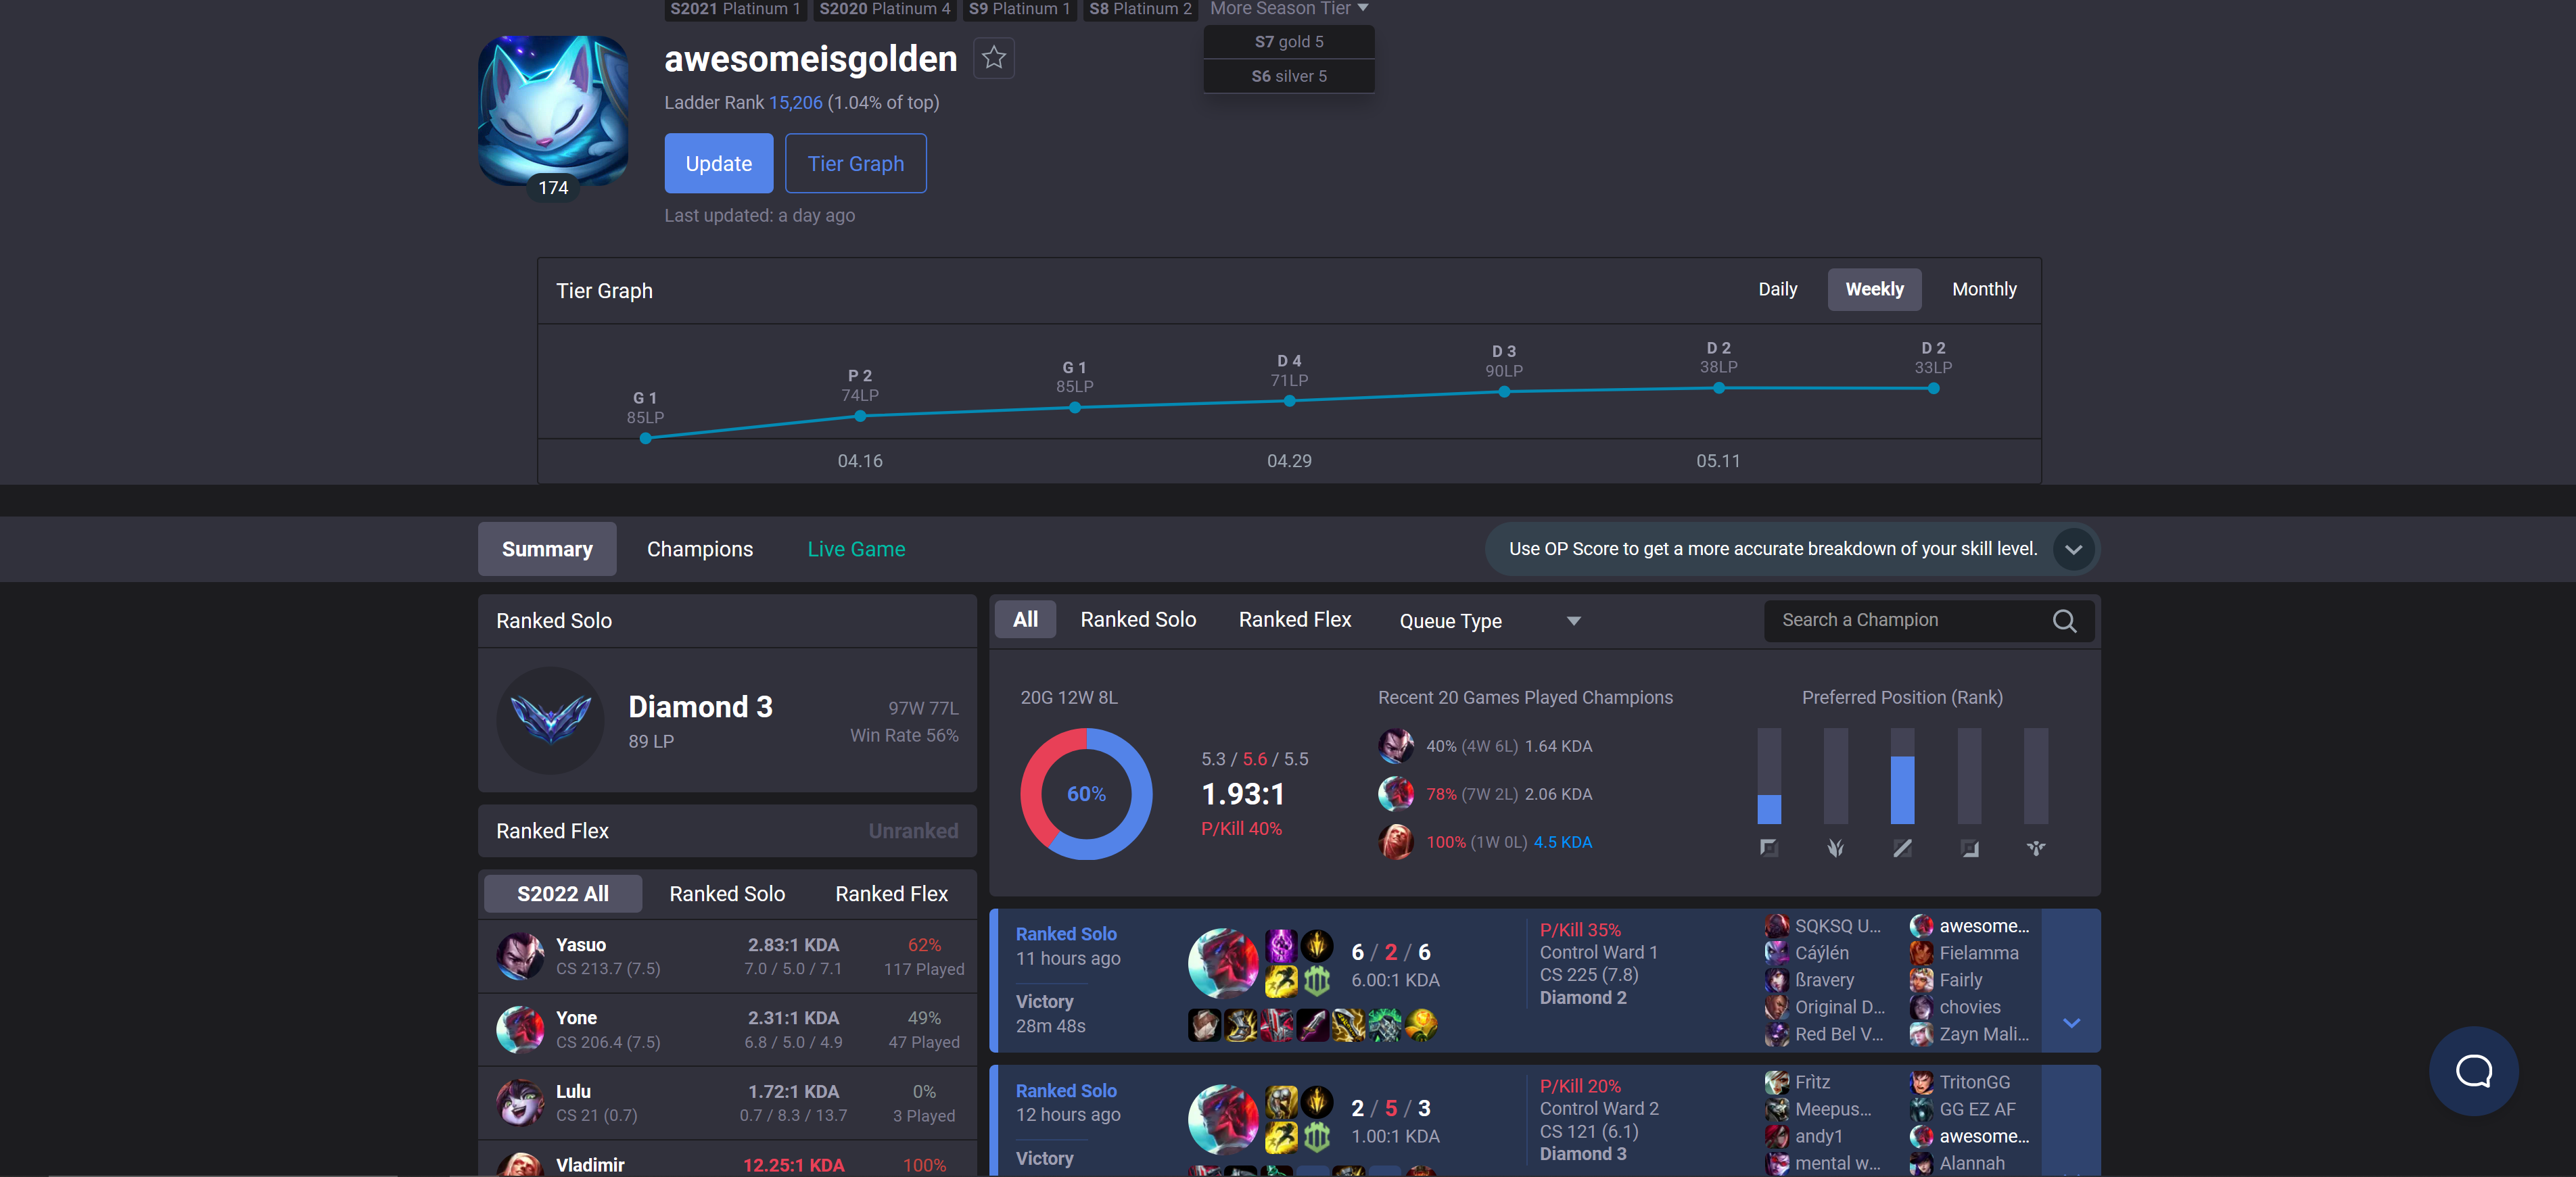 S2021 Platinum 1 S2020 Platinum 4 S9 Platinum 1 S8 Platinum 2 More Season Tier
S7 gold 5
S6 silver 5
awesomeisgolden
Ladder Rank 15,206 (1.04% of top)
Update Tier Graph
174
Last updated: a day ago
Tier Graph
Daily Weekly Monthly
G 1
85LP
P 2
74LP
G 1
85LP
D 4
71LP
D 3
90LP
D 2
38LP
D 2
33LP
04.16 04.29 05.11
Summary Champions Live Game
Use OP Score to get a more accurate breakdown of your skill level.
Ranked Solo
Diamond 3
89 LP
97W 77L
Win Rate 56%
Ranked Flex Unranked
S2022 All Ranked Solo Ranked Flex
Yasuo 2.83:1 KDA 62%
CS 213.7 (7.5) 7.0 / 5.0 / 7.1 117 Played
Yone 2.31:1 KDA 49%
CS 206.4 (7.5) 6.8 / 5.0 / 4.9 47 Played
Lulu 1.72:1 KDA 0%
CS 21 (0.7) 0.7 / 8.3 / 13.7 3 Played
Vladimir 12.25:1 KDA 100%
All Ranked Solo Ranked Flex Queue Type
Search a Champion
20G 12W 8L
60%
5.3 / 5.6 / 5.5
1.93:1
P/Kill 40%
Recent 20 Games Played Champions
40% (4W 6L) 1.64 KDA
78% (7W 2L) 2.06 KDA
100% (1W 0L) 4.5 KDA
Preferred Position (Rank)
Ranked Solo
11 hours ago
Victory
28m 48s
6 / 2 / 6
6.00:1 KDA
P/Kill 35%
Control Ward 1
CS 225 (7.8)
Diamond 2
SQKSQ U... awesome...
Cáÿlén Fielamma
ßravery Fairly
Original D... chovies
Red Bel V... Zayn Mali...
Ranked Solo
12 hours ago
Victory
2 / 5 / 3
1.00:1 KDA
P/Kill 20%
Control Ward 2
CS 121 (6.1)
Diamond 3
Frìtz TritonGG
Meepus... GG EZ AF
andy1 awesome...
mental w... Alannah